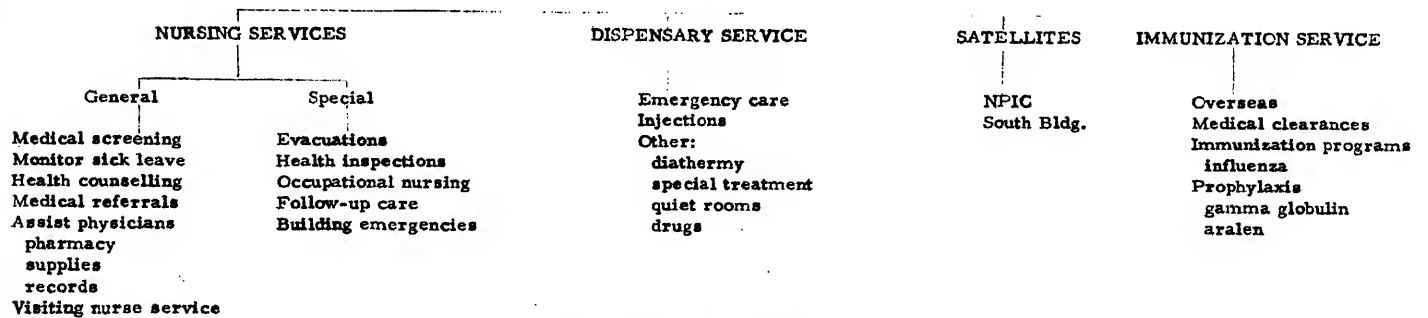 NURSING SERVICES
General
Medical screening
Monitor sick leave
Health counselling
Medical referrals
Assist physicians
pharmacy
supplies
records
Visiting nurse service
Special
Evacuations
Health inspections
Occupational nursing
Follow-up care
Building emergencies
DISPENSARY SERVICE
Emergency care
Injections
Other:
diathermy
special treatment
quiet rooms
drugs
SATELLITES
NPIC
South Bldg.
IMMUNIZATION SERVICE
Overseas
Medical clearances
Immunization programs
influenza
Prophylaxis
gamma globulin
aralen